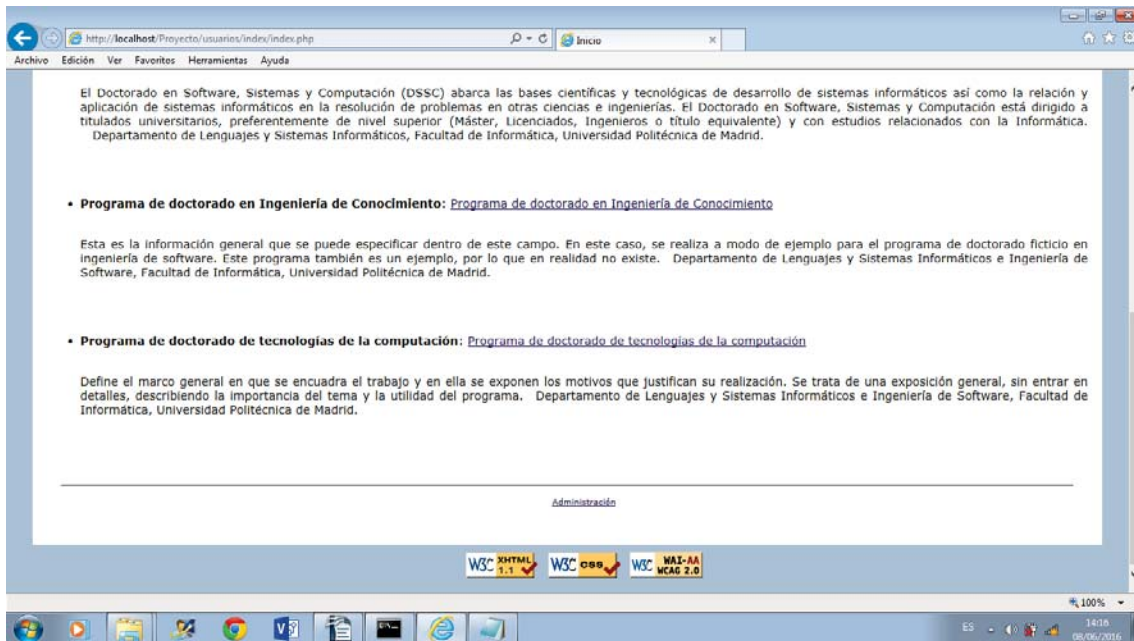 http://localhost/Proyecto/usuarios/index/index.php
Inicio
Archivo Edición Ver Favoritos Herramientas Ayuda
El Doctorado en Software, Sistemas y Computación (DSSC) abarca las bases científicas y tecnológicas de desarrollo de sistemas informáticos así como la relación y
aplicación de sistemas informáticos en la resolución de problemas en otras ciencias e ingenierías. El Doctorado en Software, Sistemas y Computación está dirigido a
titulados universitarios, preferentemente de nivel superior (Máster, Licenciados, Ingenieros o título equivalente) y con estudios relacionados con la Informática.
Departamento de Lenguajes y Sistemas Informáticos, Facultad de Informática, Universidad Politécnica de Madrid.
• Programa de doctorado en Ingeniería de Conocimiento: Programa de doctorado en Ingeniería de Conocimiento
Esta es la información general que se puede especificar dentro de este campo. En este caso, se realiza a modo de ejemplo para el programa de doctorado ficticio en
ingeniería de software. Este programa también es un ejemplo, por lo que en realidad no existe. Departamento de Lenguajes y Sistemas Informáticos e Ingeniería de
Software, Facultad de Informática, Universidad Politécnica de Madrid.
• Programa de doctorado de tecnologías de la computación: Programa de doctorado de tecnologías de la computación
Define el marco general en que se encuadra el trabajo y en ella se exponen los motivos que justifican su realización. Se trata de una exposición general, sin entrar en
detalles, describiendo la importancia del tema y la utilidad del programa. Departamento de Lenguajes y Sistemas Informáticos e Ingeniería de Software, Facultad de
Informática, Universidad Politécnica de Madrid.
Administración
W3C XHTML 1.1 W3C css W3C WAI-AA WCAG 2.0
100%
ES 14:18
08/06/2016